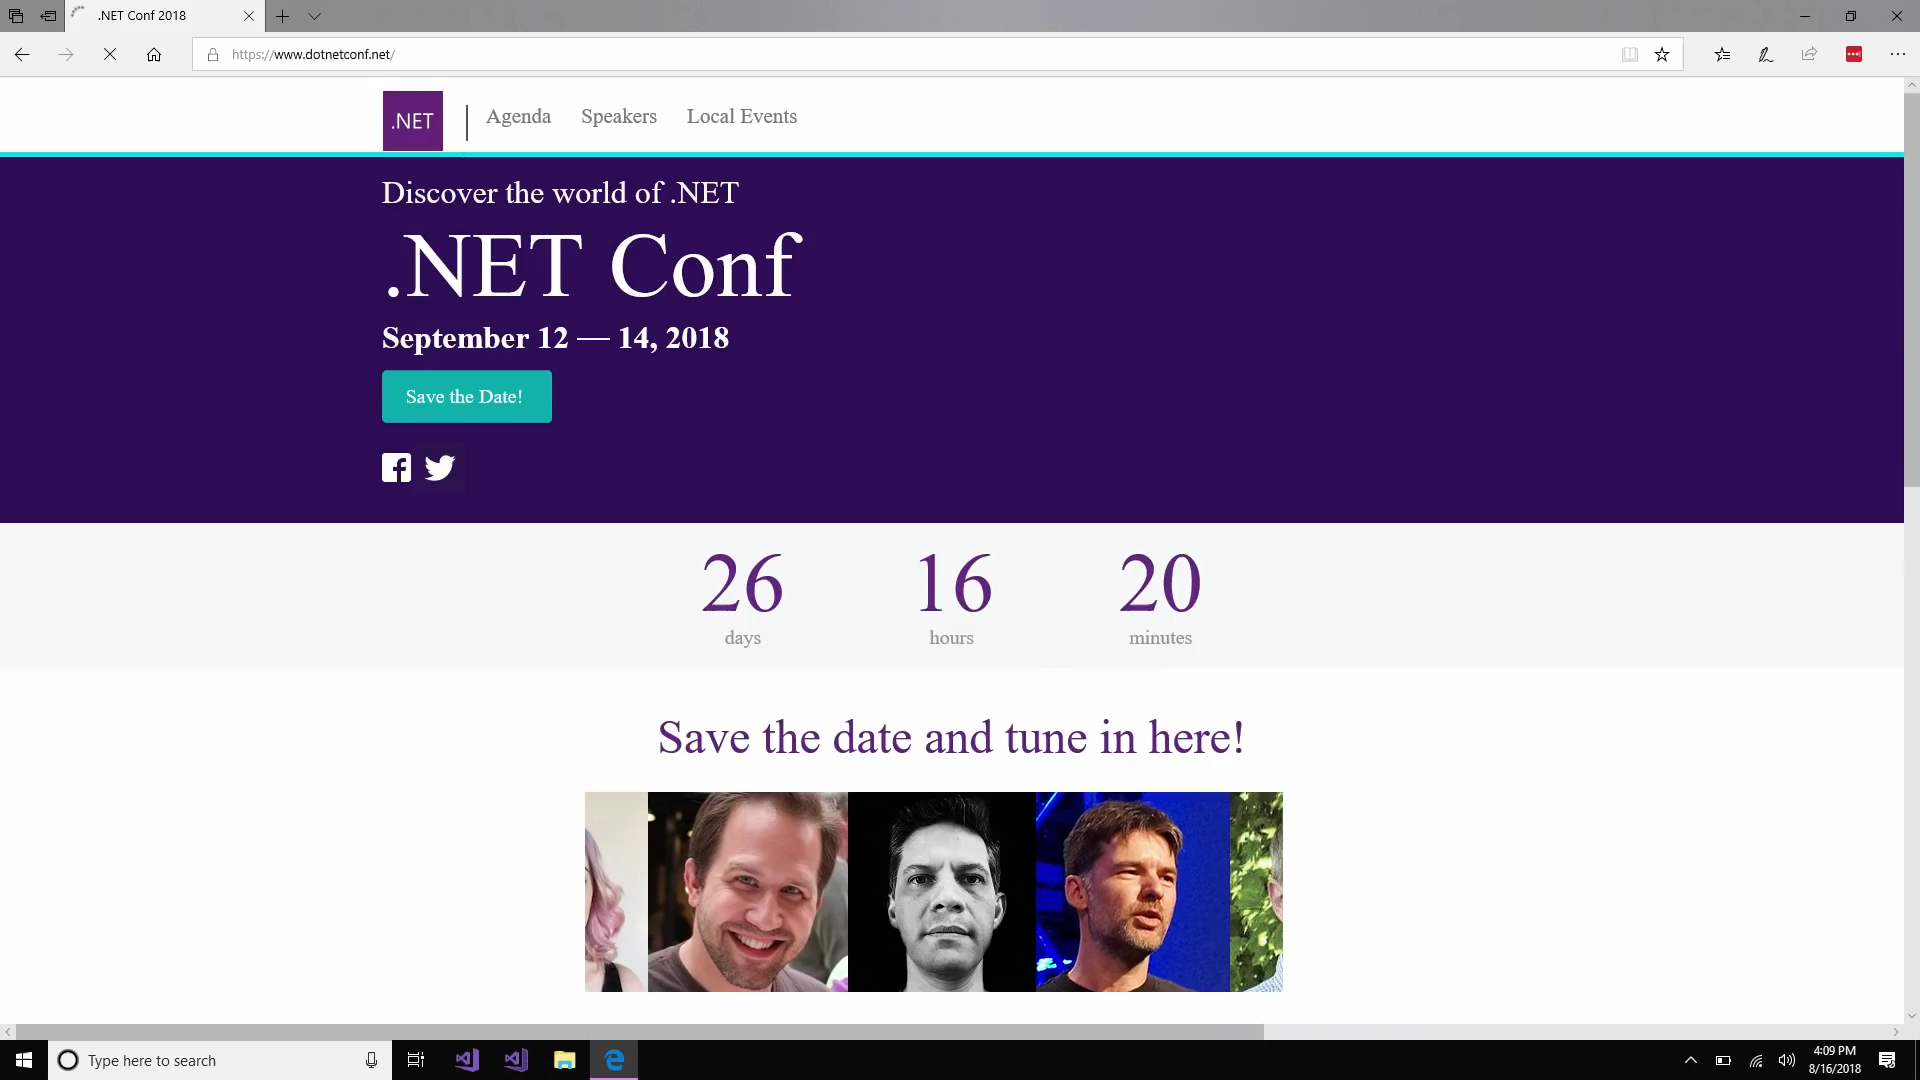 .NET Conf 2018
https://www.dotnetconf.net/
.NET
Agenda Speakers Local Events
Discover the world of .NET
.NET Conf
September 12 — 14, 2018
Save the Date!
26 16 20
days hours minutes
Save the date and tune in here!
Type here to search
4:09 PM
8/16/2018